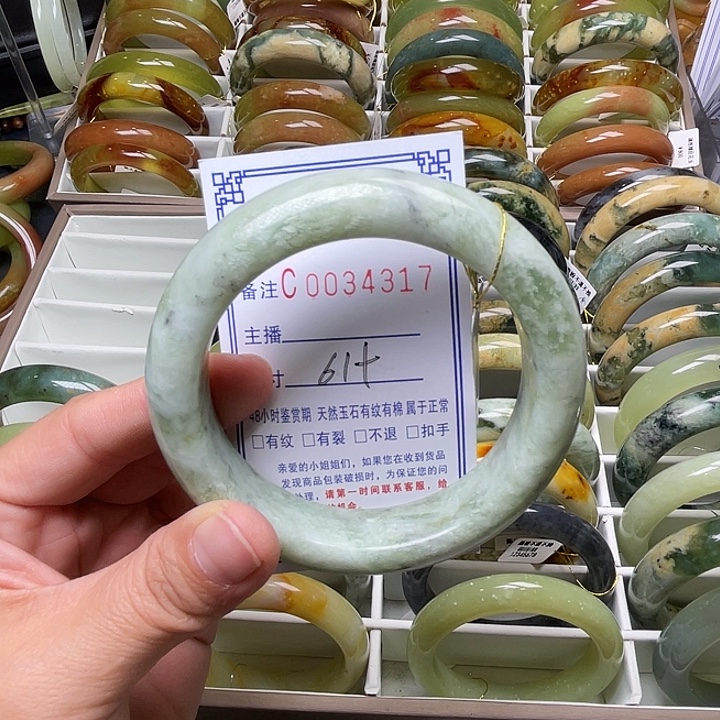 备注C0034317
主播
寸 61+
48小时鉴赏期 天然玉石有纹有棉 属于正常
□有纹 □有裂 □不退 □扣手
亲爱的小姐姐们，如果您在收到货品
发现商品包装破损时，为保证您的问
处理，请第一时间联系客服，给